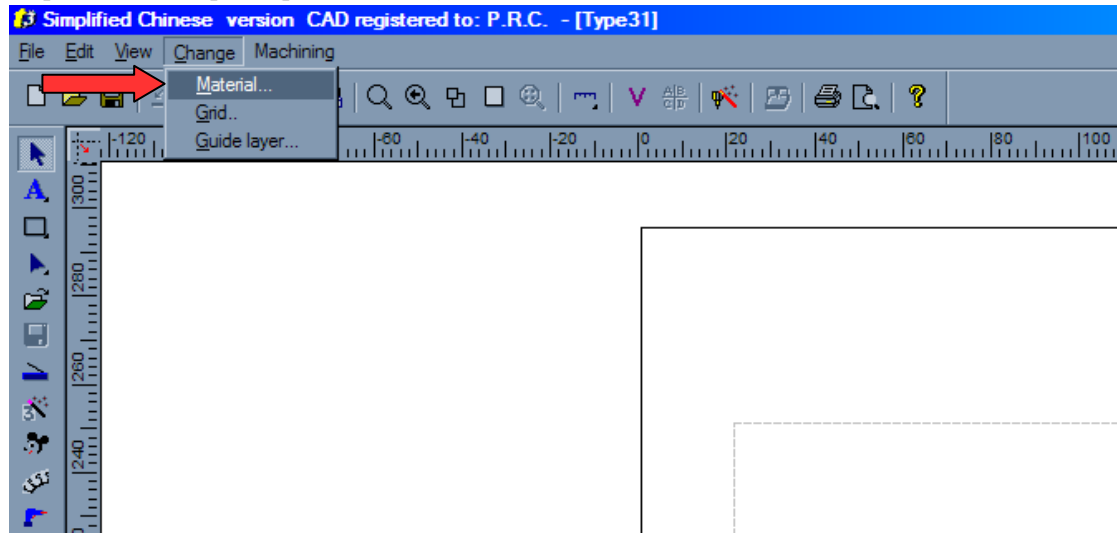 Simplified Chinese version CAD registered to: P.R.C. - [Type31]
File Edit View Change Machining
Material...
Grid..
Guide layer...
A B
C D
-120 -60 -40 -20 0 20 40 60 80 100
A
300
280
260
3
240